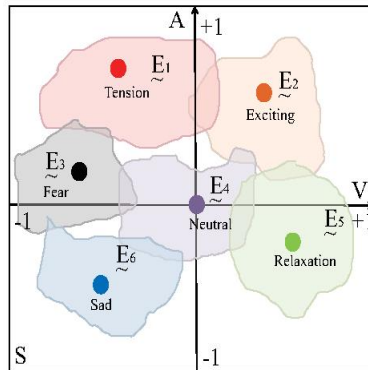 A
+1
E1
Tension
E2
Exciting
E3
Fear
E4
Neutral
V
-1
+1
E5
Relaxation
E6
Sad
S
-1